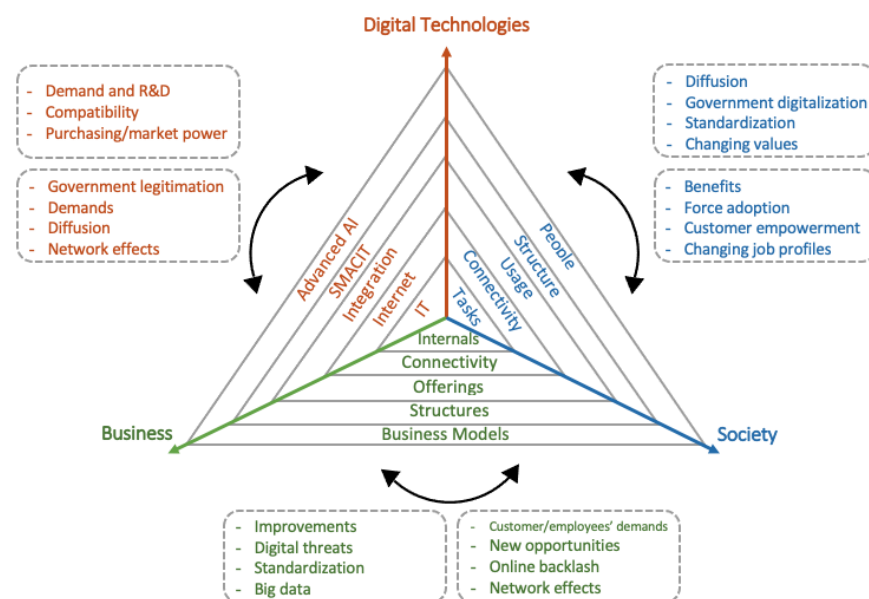 Digital Technologies
- Demand and R&D
- Compatibility
- Purchasing/market power
- Government legitimation
- Demands
- Diffusion
- Network effects
- Diffusion
- Government digitalization
- Standardization
- Changing values
- Benefits
- Force adoption
- Customer empowerment
- Changing job profiles
Advanced AI
SMACIT
Integration
Internet
IT
Tasks
Connectivity
Usage
Structure
People
Internals
Connectivity
Offerings
Structures
Business Models
Business
Society
- Improvements
- Digital threats
- Standardization
- Big data
- Customer/employees' demands
- New opportunities
- Online backlash
- Network effects